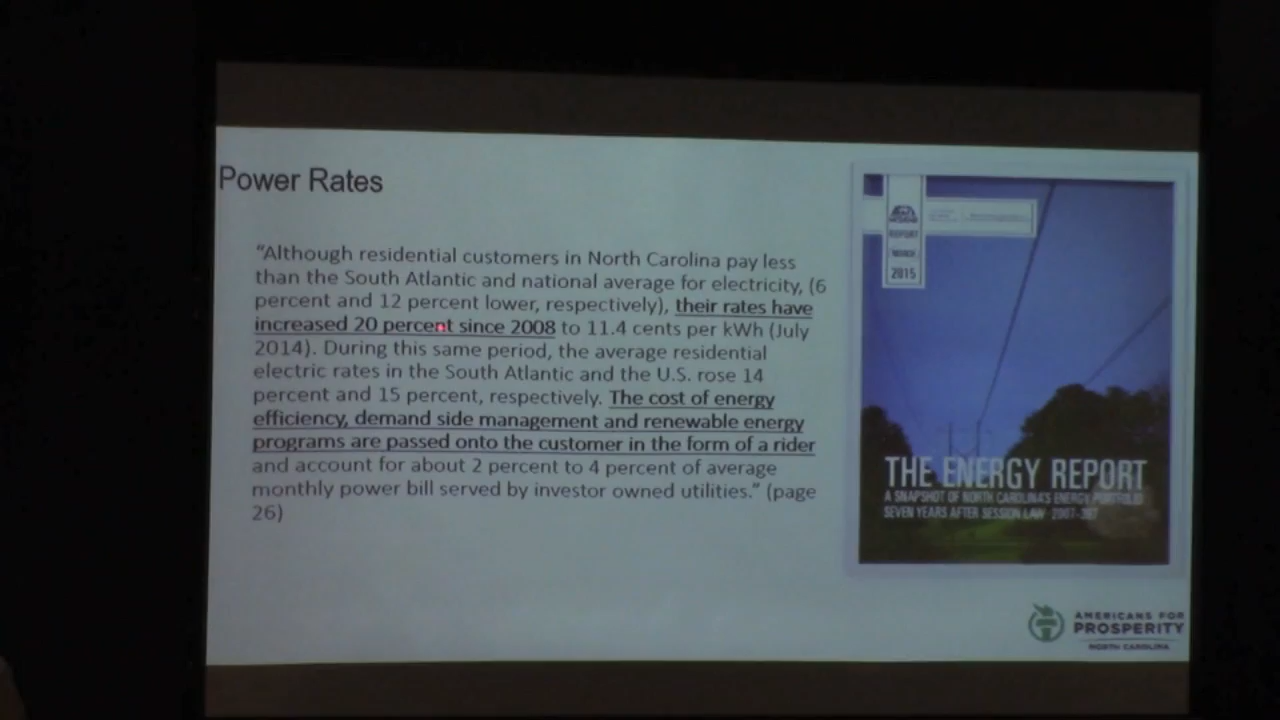 Power Rates
“Although residential customers in North Carolina pay less
than the South Atlantic and national average for electricity, (6
percent and 12 percent lower, respectively), their rates have
increased 20 percent since 2008 to 11.4 cents per kWh (July
2014). During this same period, the average residential
electric rates in the South Atlantic and the U.S. rose 14
percent and 15 percent, respectively. The cost of energy
efficiency, demand side management and renewable energy
programs are passed onto the customer in the form of a rider
and account for about 2 percent to 4 percent of average
monthly power bill served by investor owned utilities.” (page
26)
REPORT
2015
THE ENERGY REPORT
A SNAPSHOT OF NORTH CAROLINA'S ENERGY PORTFOLIO
SEVEN YEARS AFTER SESSION LAW 2007-397
AMERICANS FOR
PROSPERITY
NORTH CAROLINA